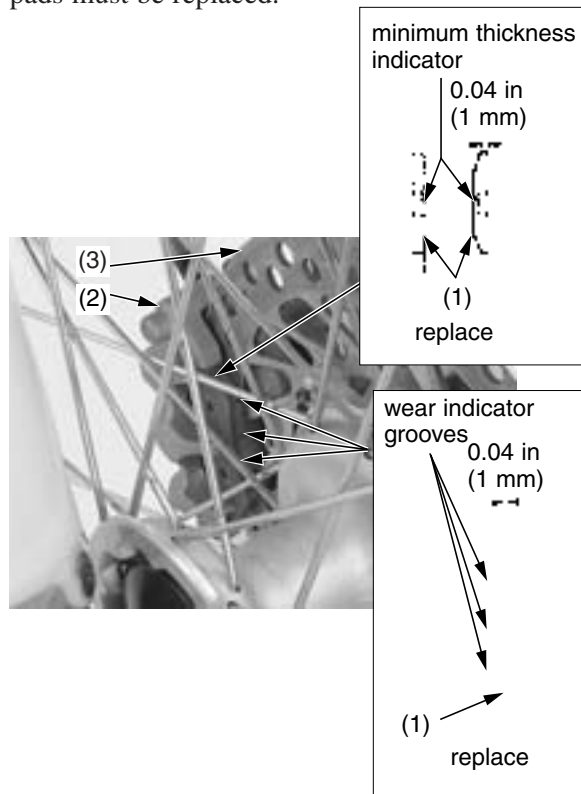 pads must be replaced.
minimum thickness
indicator
0.04 in
(1 mm)
(1)
replace
(3)
(2)
wear indicator
grooves
0.04 in
(1 mm)
(1)
replace